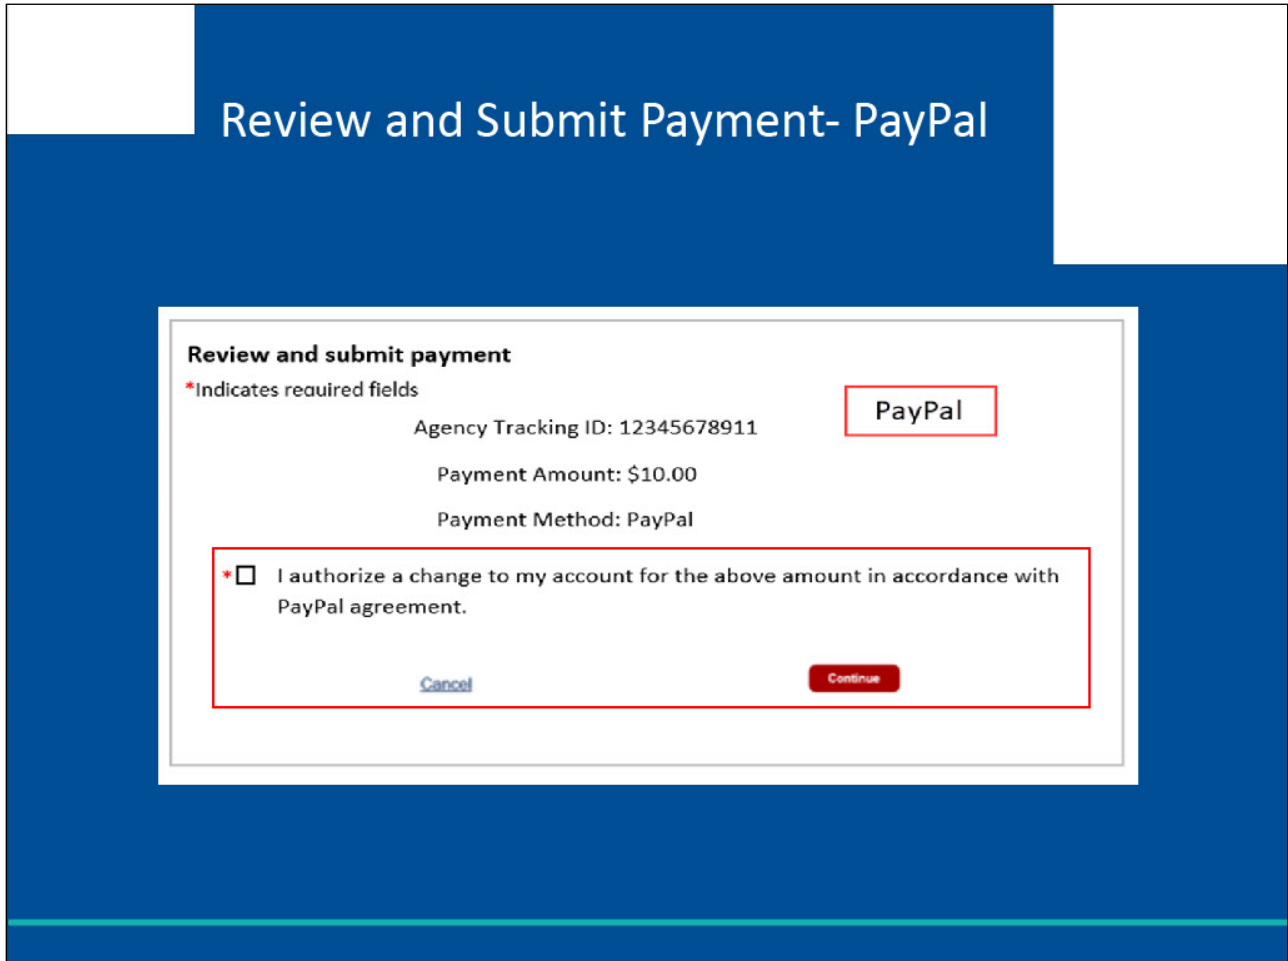 Review and Submit Payment- PayPal
Review and submit payment
*Indicates required fields
PayPal
Agency Tracking ID: 12345678911
Payment Amount: $10.00
Payment Method: PayPal
* I authorize a change to my account for the above amount in accordance with
PayPal agreement.
Cancel
Continue